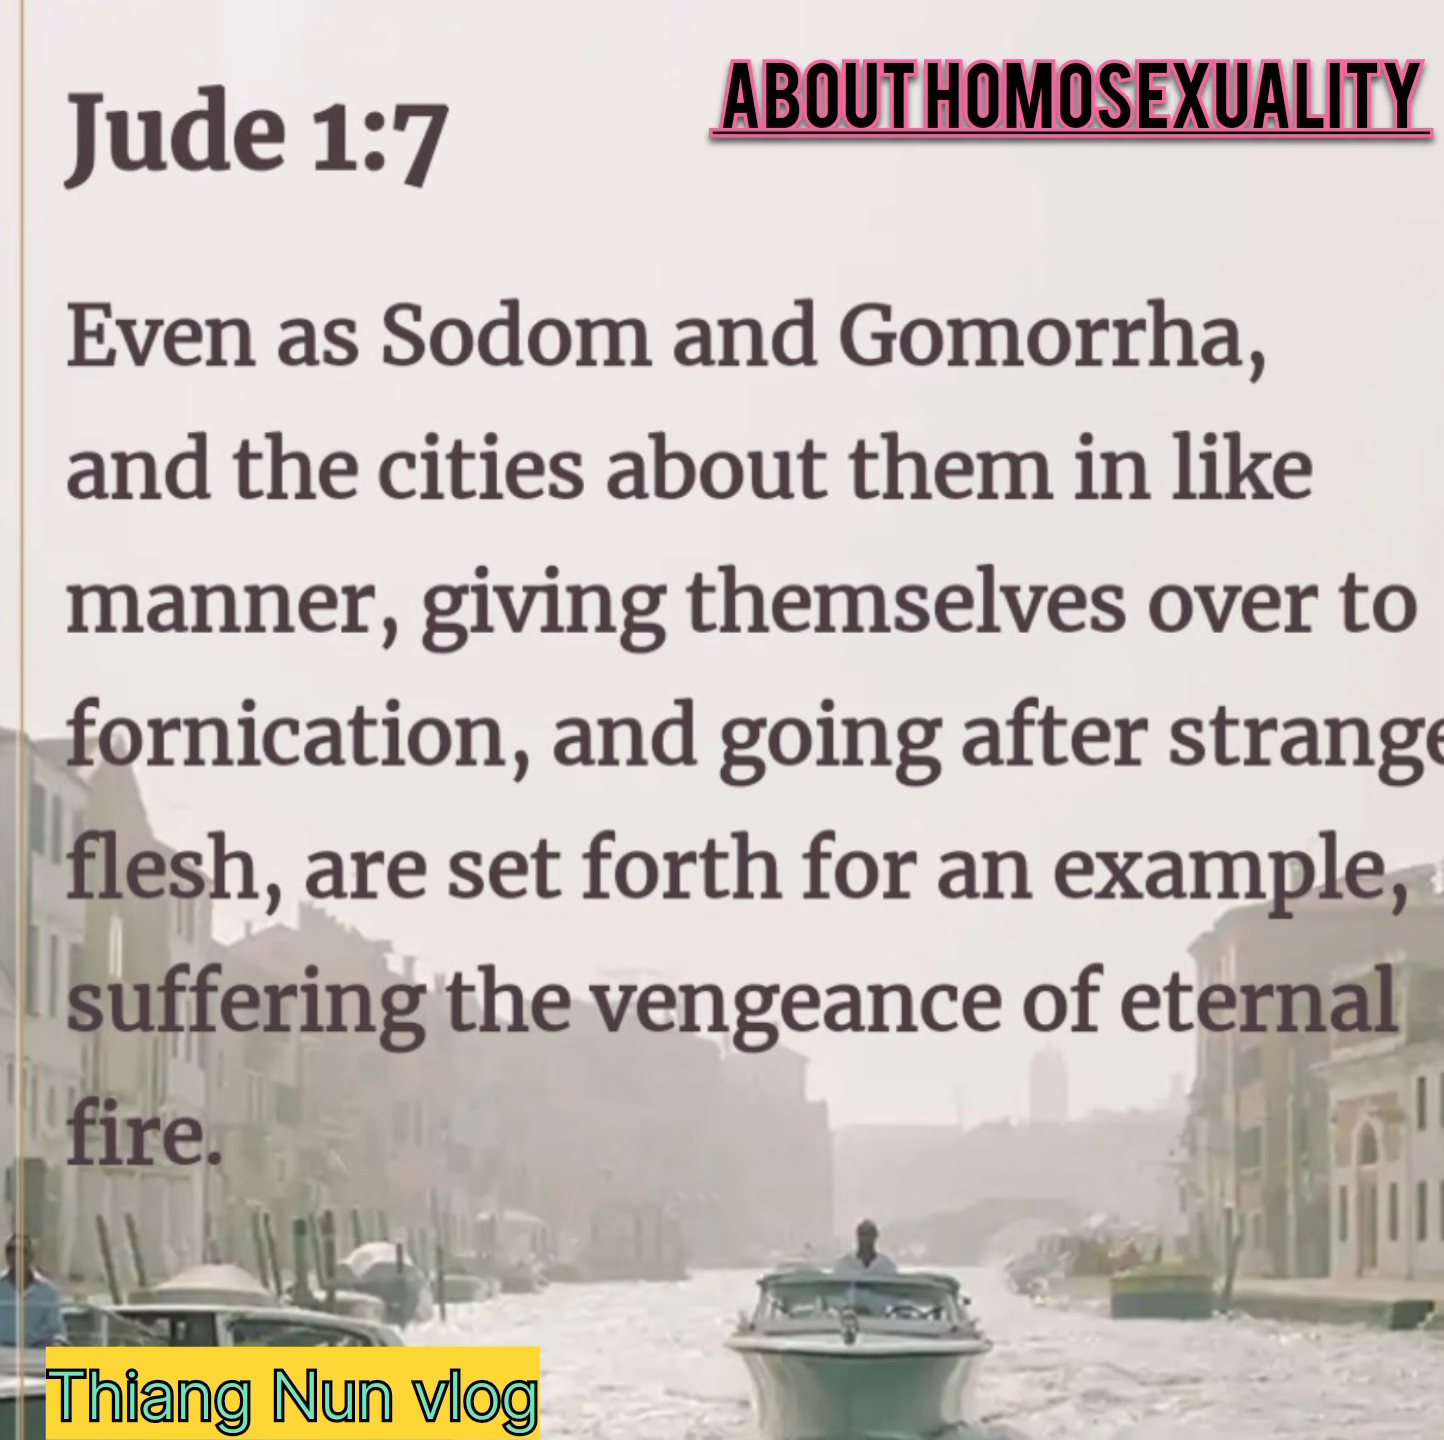 ABOUT HOMOSEXUALITY
Jude 1:7
Even as Sodom and Gomorrha,
and the cities about them in like
manner, giving themselves over to
fornication, and going after strange
flesh, are set forth for an example,
suffering the vengeance of eternal
fire.
Thiang Nun vlog